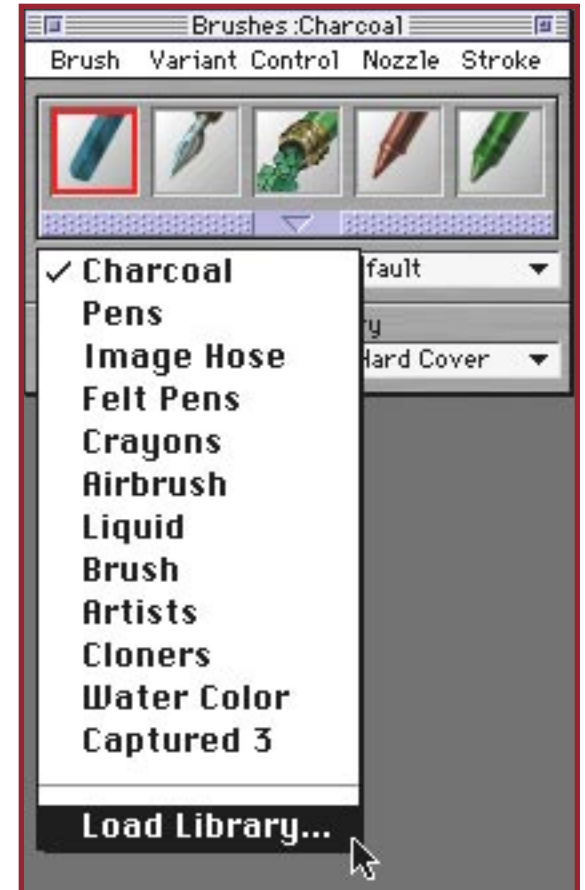 Brushes:Charcoal
Brush Variant Control Nozzle Stroke
✓ Charcoal
fault
Pens
ry
Image Hose
Hard Cover
Felt Pens
Crayons
Airbrush
Liquid
Brush
Artists
Cloners
Water Color
Captured 3
Load Library...